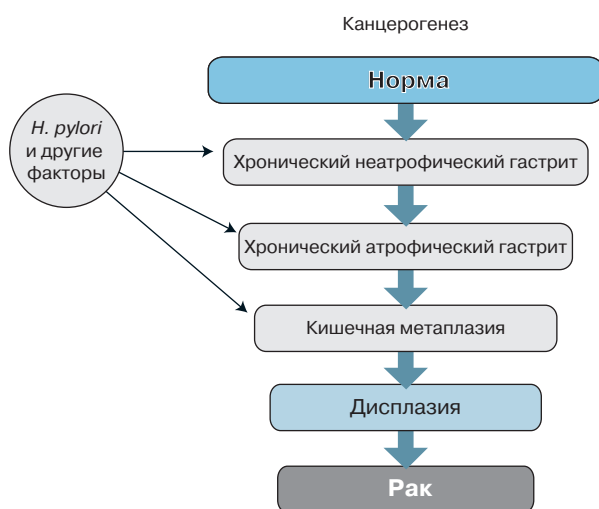 Канцерогенез
Норма
H. pylori
и другие
факторы
Хронический неатрофический гастрит
Хронический атрофический гастрит
Кишечная метаплазия
Дисплазия
Рак